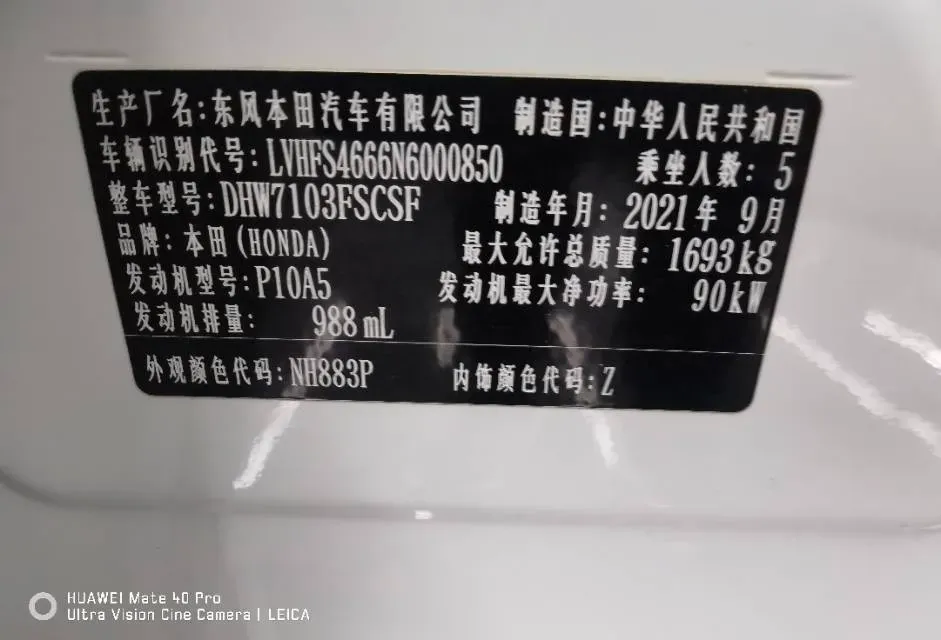 生产厂名:东风本田汽车有限公司 制造国:中华人民共和国
车辆识别代号:LVHFS4666N6000850 乘坐人数:5
整车型号:DHW7103FSCSF 制造年月:2021年9月
品牌:本田(HONDA) 最大允许总质量:1693kg
发动机型号:P10A5 发动机最大净功率:90kW
发动机排量:988mL
外观颜色代码:NH883P 内饰颜色代码:Z
HUAWEI Mate 40 Pro
Ultra Vision Cine Camera | LEICA